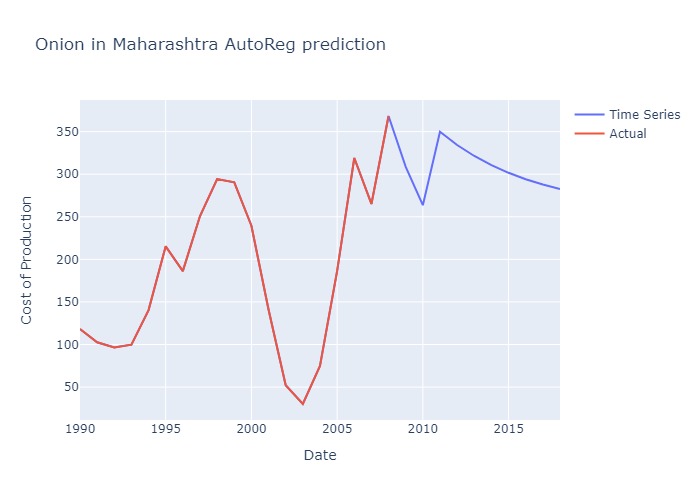 Onion in Maharashtra AutoReg prediction
Time Series
Actual
350
300
250
200
150
100
50
Cost of Production
1990 1995 2000 2005 2010 2015
Date